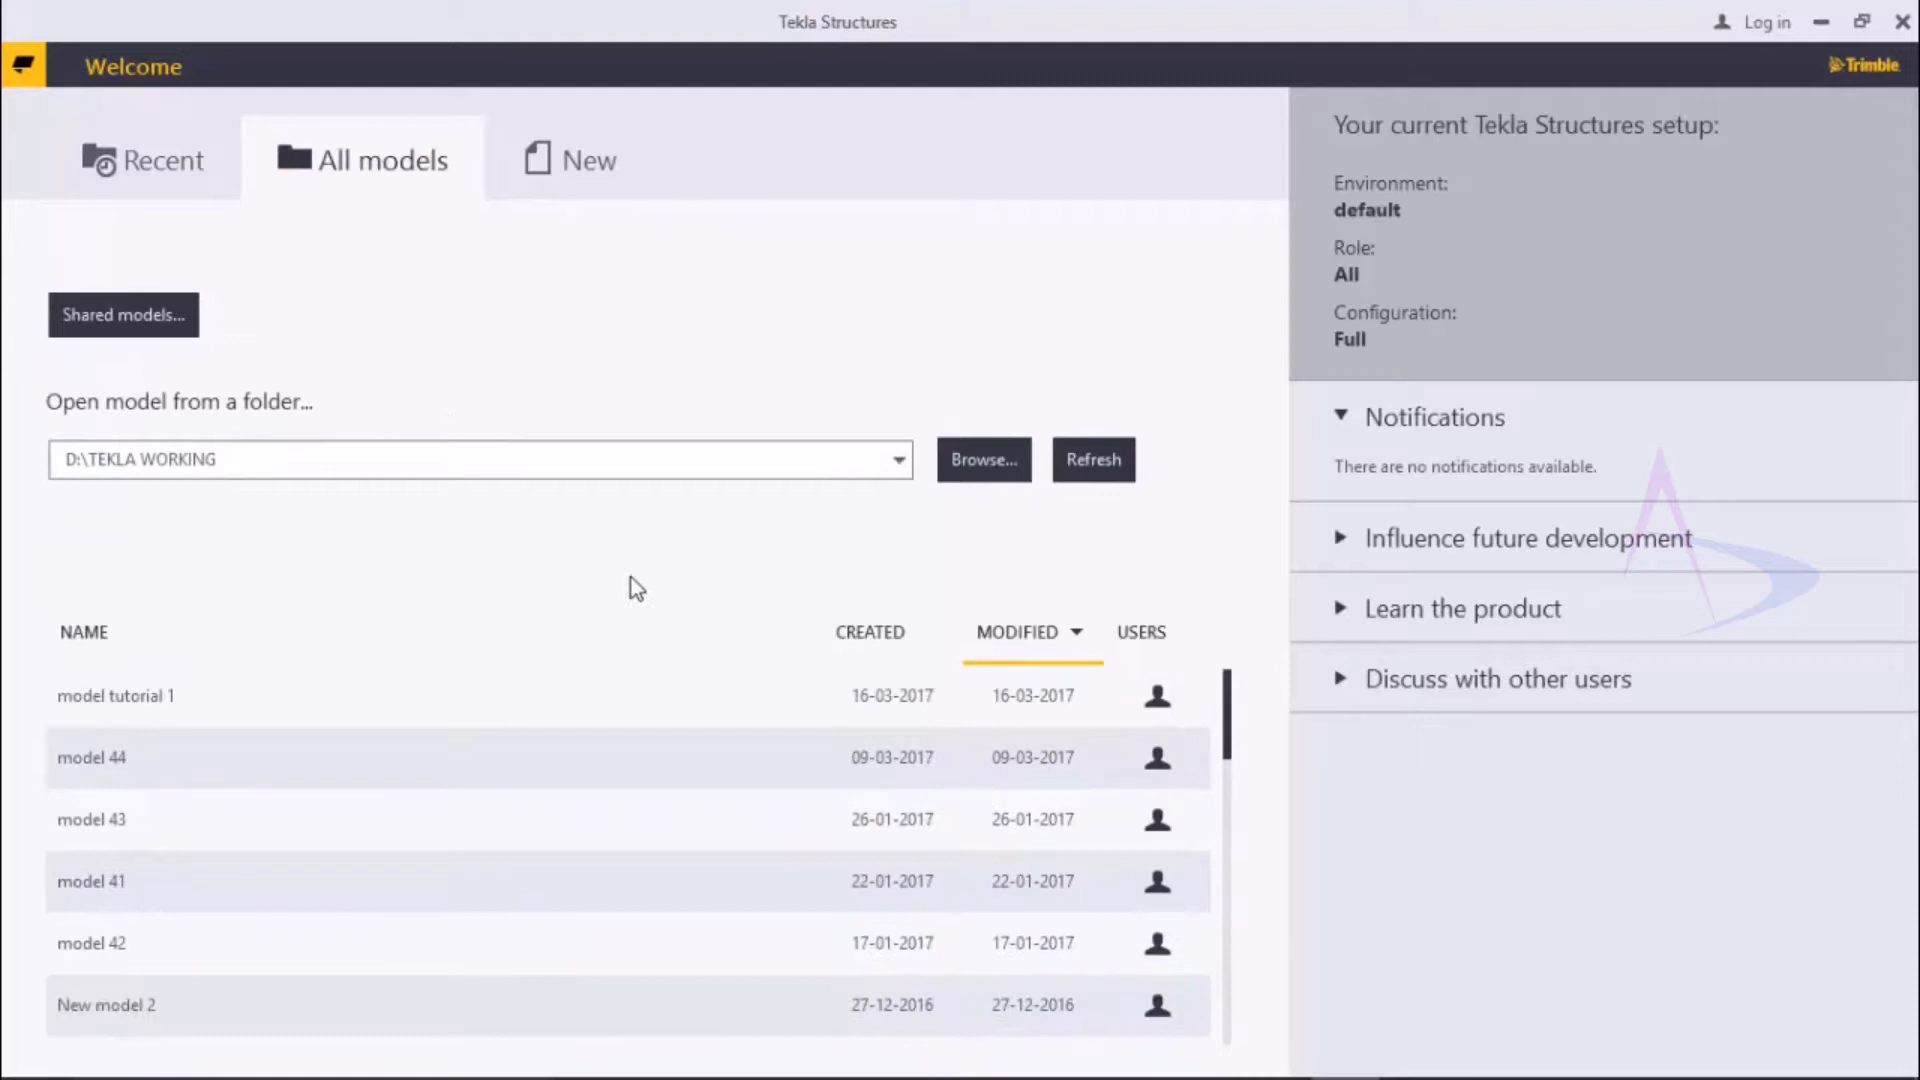 Tekla Structures
Log in
Welcome
Trimble
Recent
All models
New
Shared models...
Open model from a folder...
D:\TEKLA WORKING
Browse...
Refresh
NAME CREATED MODIFIED USERS
model tutorial 1 16-03-2017 16-03-2017
model 44 09-03-2017 09-03-2017
model 43 26-01-2017 26-01-2017
model 41 22-01-2017 22-01-2017
model 42 17-01-2017 17-01-2017
New model 2 27-12-2016 27-12-2016
Your current Tekla Structures setup:
Environment:
default
Role:
All
Configuration:
Full
Notifications
There are no notifications available.
Influence future development
Learn the product
Discuss with other users